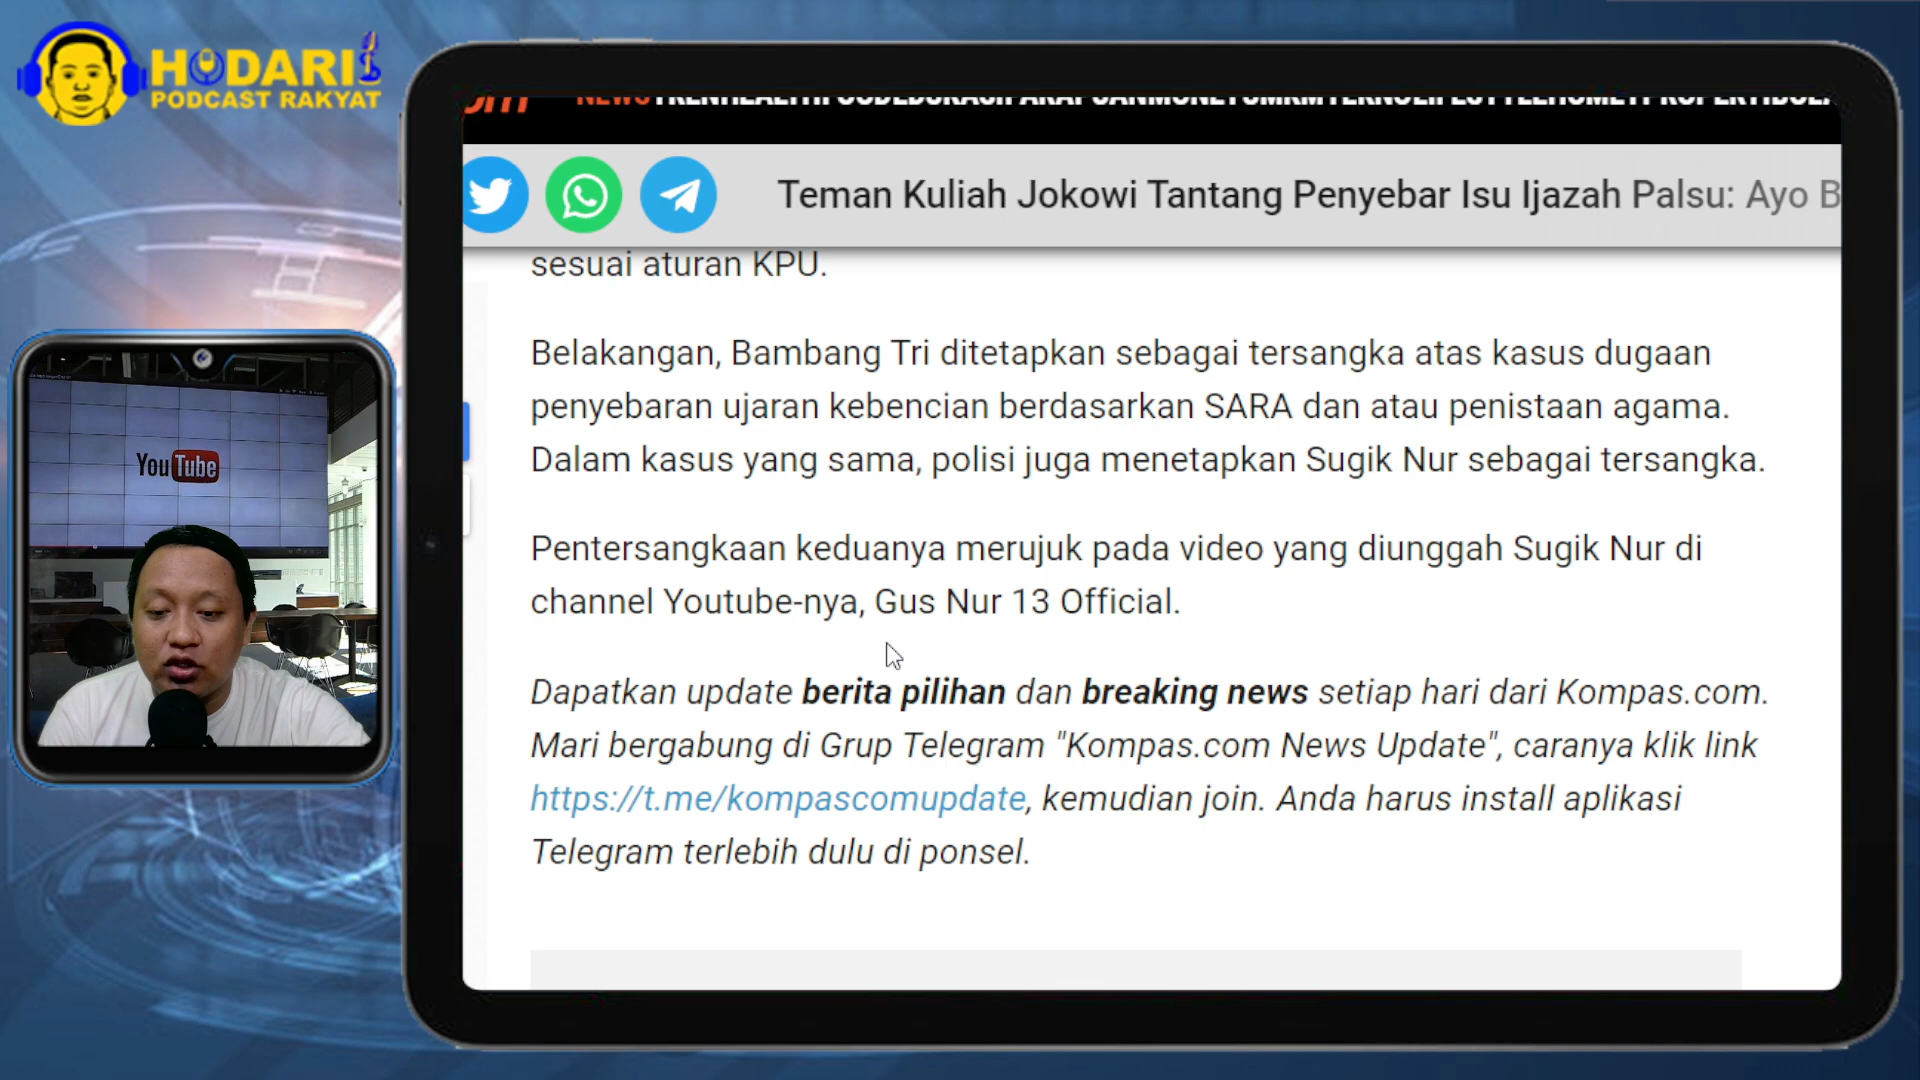 HODARI
PODCAST RAKYAT
Teman Kuliah Jokowi Tantang Penyebar Isu Ijazah Palsu: Ayo B
sesuai aturan KPU.
Belakangan, Bambang Tri ditetapkan sebagai tersangka atas kasus dugaan
penyebaran ujaran kebencian berdasarkan SARA dan atau penistaan agama.
Dalam kasus yang sama, polisi juga menetapkan Sugik Nur sebagai tersangka.
Pentersangkaan keduanya merujuk pada video yang diunggah Sugik Nur di
channel Youtube-nya, Gus Nur 13 Official.
Dapatkan update berita pilihan dan breaking news setiap hari dari Kompas.com.
Mari bergabung di Grup Telegram "Kompas.com News Update", caranya klik link
https://t.me/kompascomupdate, kemudian join. Anda harus install aplikasi
Telegram terlebih dulu di ponsel.
YouTube